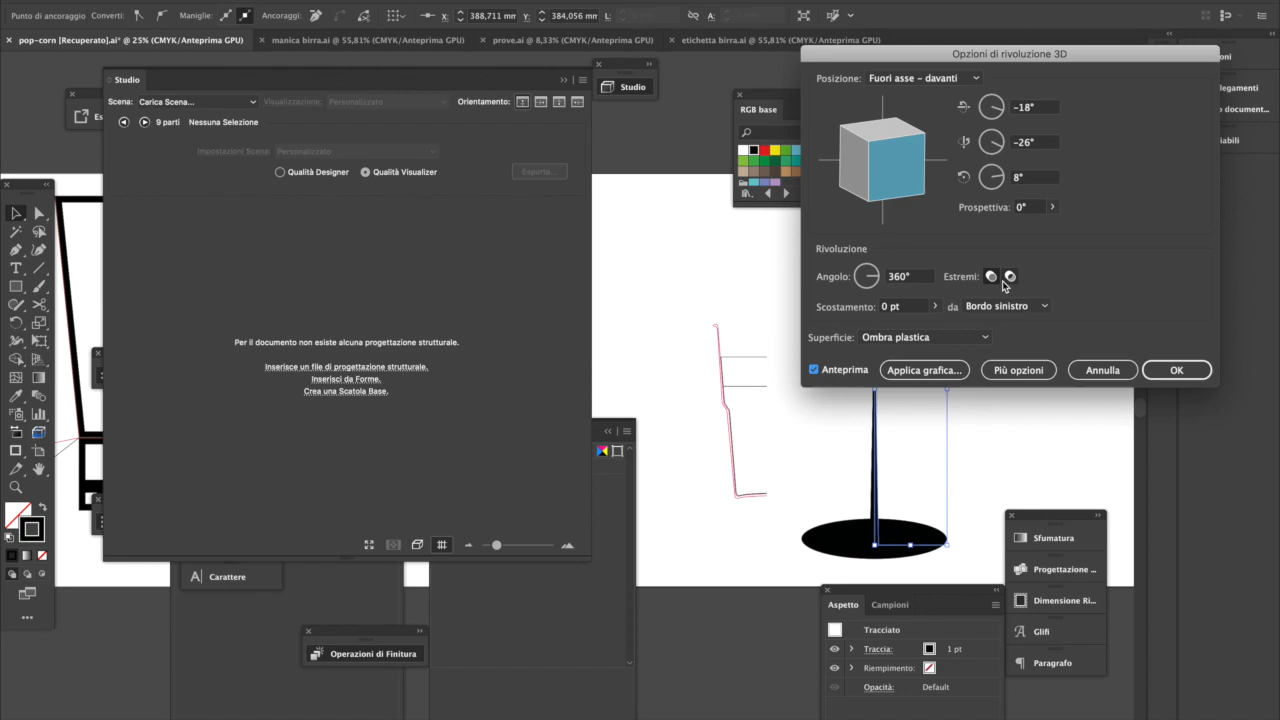 Punto di ancoraggio Converti: Maniglie: Ancoraggi: X: 388,711 mm Y: 384,056 mm L: A:
pop-corn [Recuperato].ai* @ 25% (CMYK/Anteprima GPU)
manica birra.ai @ 55,81% (CMYK/Anteprima GPU)
prove.ai @ 8,33% (CMYK/Anteprima GPU)
etichetta birra.ai @ 55,81% (CMYK/Anteprima GPU)
Studio
Scena: Carica Scena... Visualizzazione: Personalizzato Orientamento:
9 parti Nessuna Selezione
Impostazioni Scena: Personalizzato
Qualità Designer Qualità Visualizer Esporta...
Per il documento non esiste alcuna progettazione strutturale.
Inserisce un file di progettazione strutturale.
Inserisci da Forme.
Crea una Scatola Base.
Es
Studio
RGB base
Opzioni di rivoluzione 3D
Posizione: Fuori asse – davanti
-18°
-26°
8°
Prospettiva: 0°
Rivoluzione
Angolo: 360° Estremi:
Scostamento: 0 pt da Bordo sinistro
Superficie: Ombra plastica
Anteprima Applica grafica... Più opzioni Annulla OK
oni
legamenti
o docum...
iabili
Carattere
Operazioni di Finitura
Sfumatura
Progettazione ...
Dimensione Ri...
Glifi
Paragrafo
Aspetto Campioni
Tracciato
Traccia: 1 pt
Riempimento:
Opacità: Default